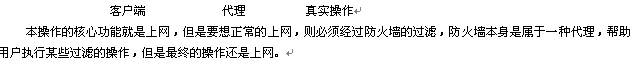 客户端 代理 真实操作
本操作的核心功能就是上网，但是要想正常的上网，则必须经过防火墙的过滤，防火墙本身是属于一种代理，帮助
用户执行某些过滤的操作，但是最终的操作还是上网。